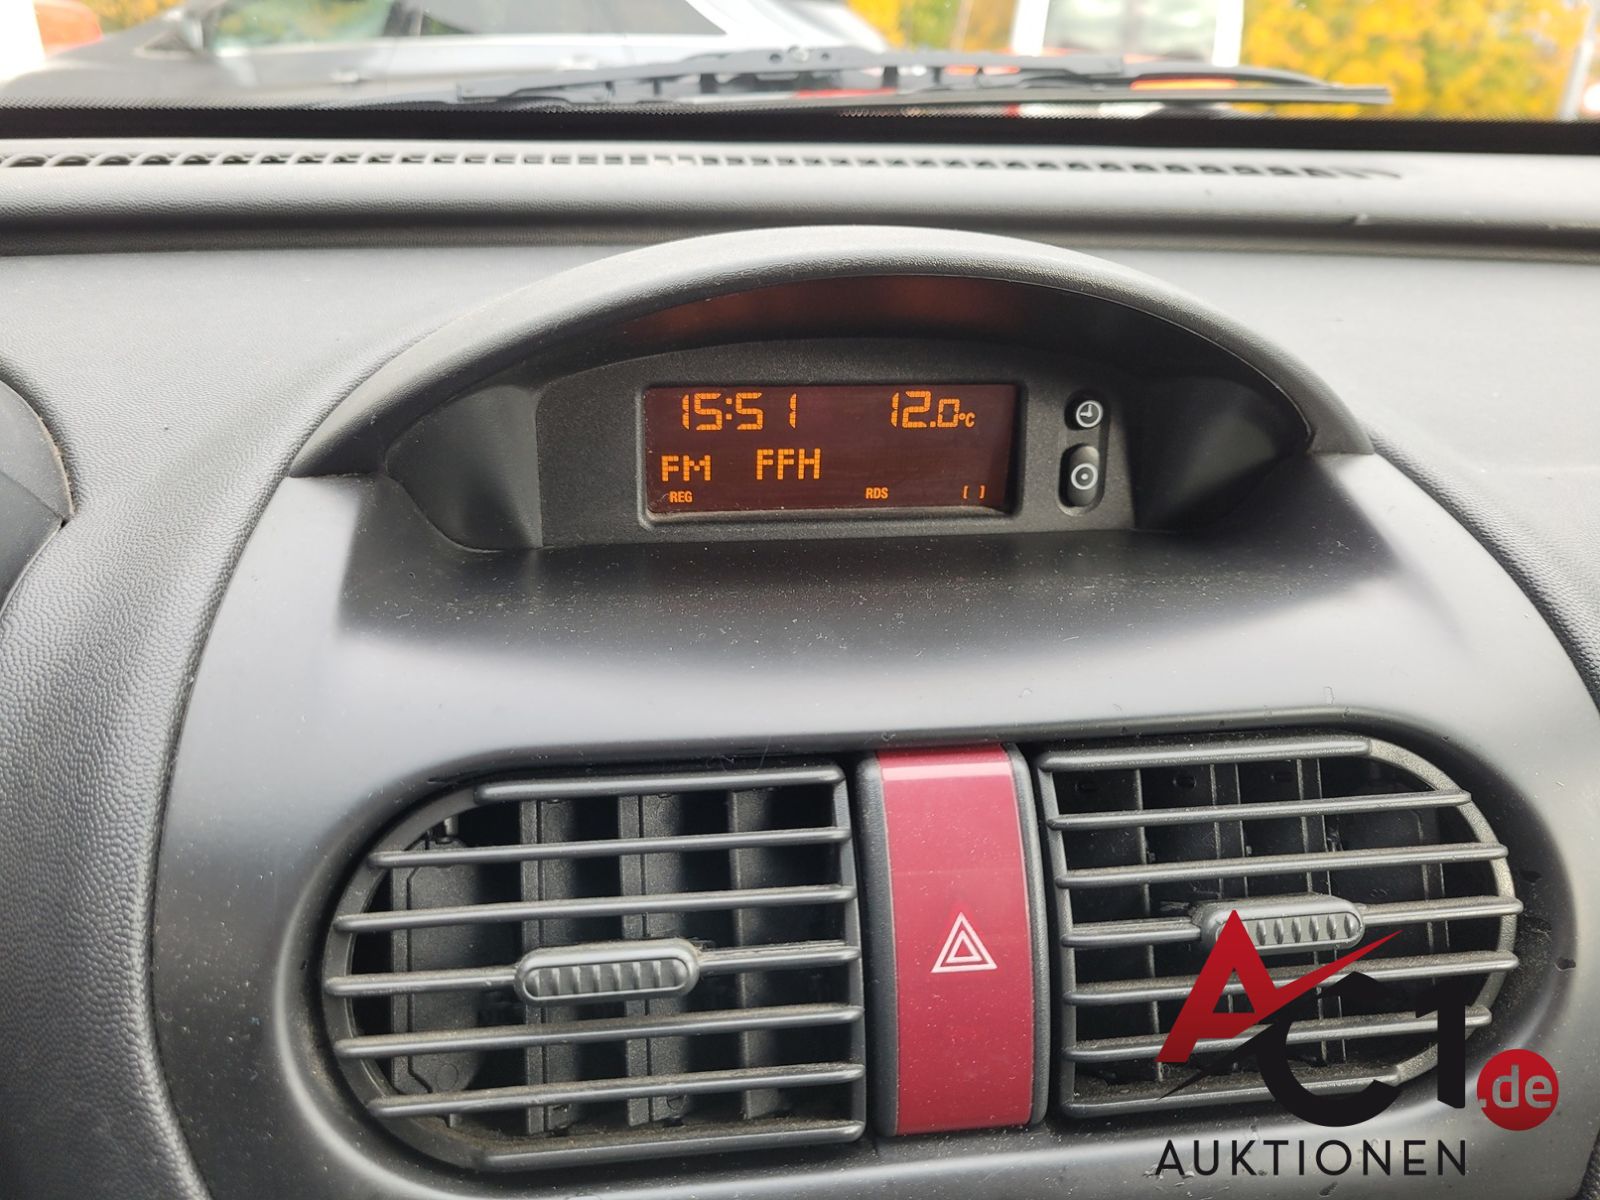 15:51 12.0°C
FM FFH
REG RDS [ ]
ACT.de
AUKTIONEN